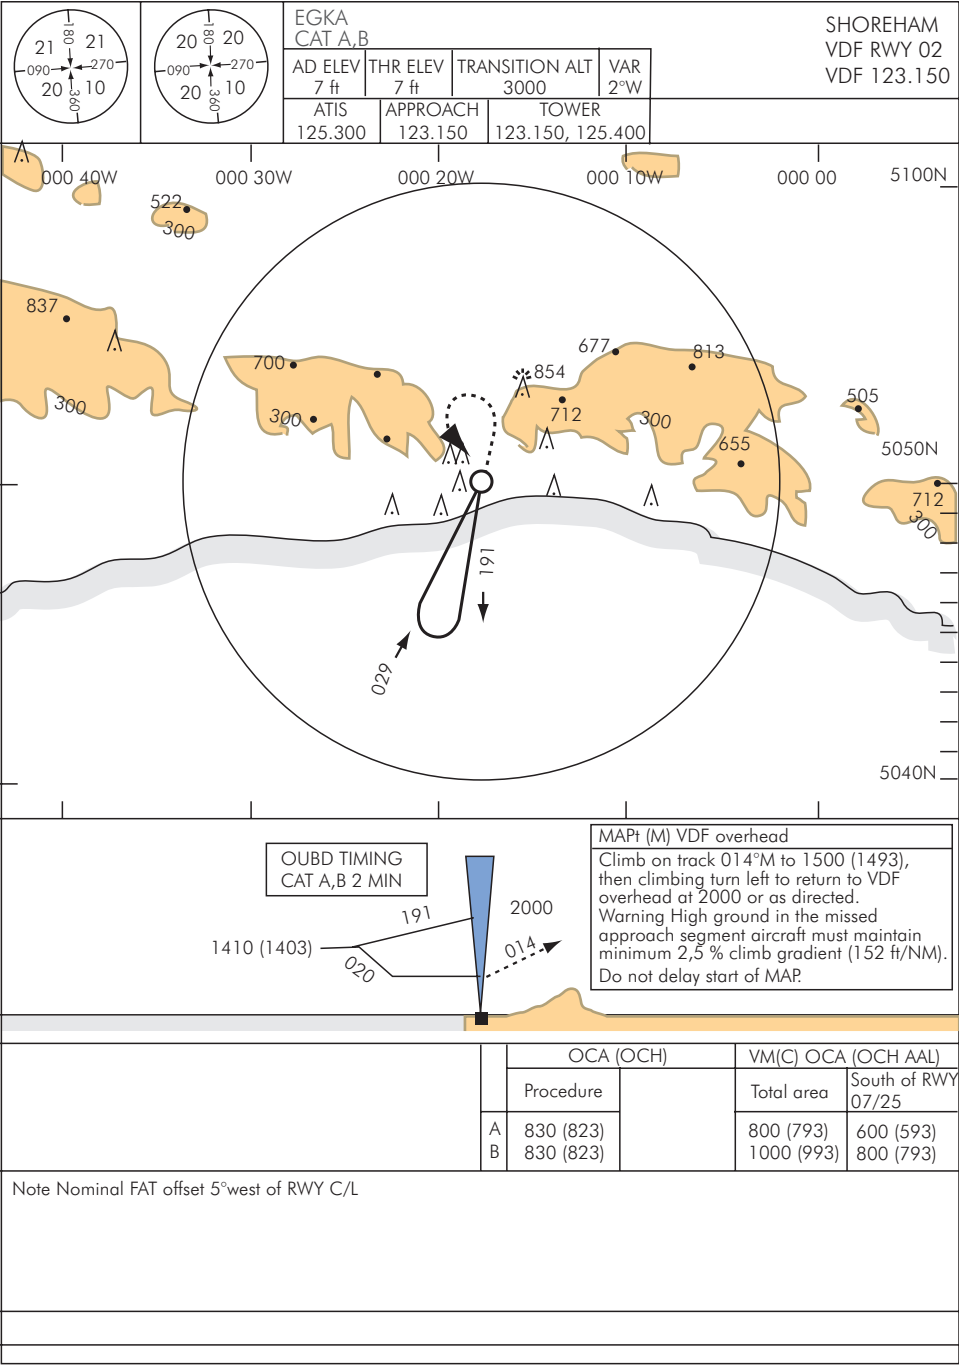 EGKA
CAT A,B
SHOREHAM
VDF RWY 02
VDF 123.150
180
21 21
090 270
20 10
360
180
20 20
090 270
20 10
360
AD ELEV THR ELEV TRANSITION ALT VAR
7 ft 7 ft 3000 2°W
ATIS APPROACH TOWER
125.300 123.150 123.150, 125.400
000 40W 000 30W 000 20W 000 10W 000 00 5100N
522
300
837
300
700
300
677
813
854
712
300
505
655
5050N
712
300
191
029
5040N
OUBD TIMING
CAT A,B 2 MIN
191
2000
1410 (1403)
020
014
MAPt (M) VDF overhead
Climb on track 014°M to 1500 (1493),
then climbing turn left to return to VDF
overhead at 2000 or as directed.
Warning High ground in the missed
approach segment aircraft must maintain
minimum 2,5 % climb gradient (152 ft/NM).
Do not delay start of MAP.
OCA (OCH) VM(C) OCA (OCH AAL)
Procedure Total area South of RWY
07/25
A 830 (823) 800 (793) 600 (593)
B 830 (823) 1000 (993) 800 (793)
Note Nominal FAT offset 5°west of RWY C/L